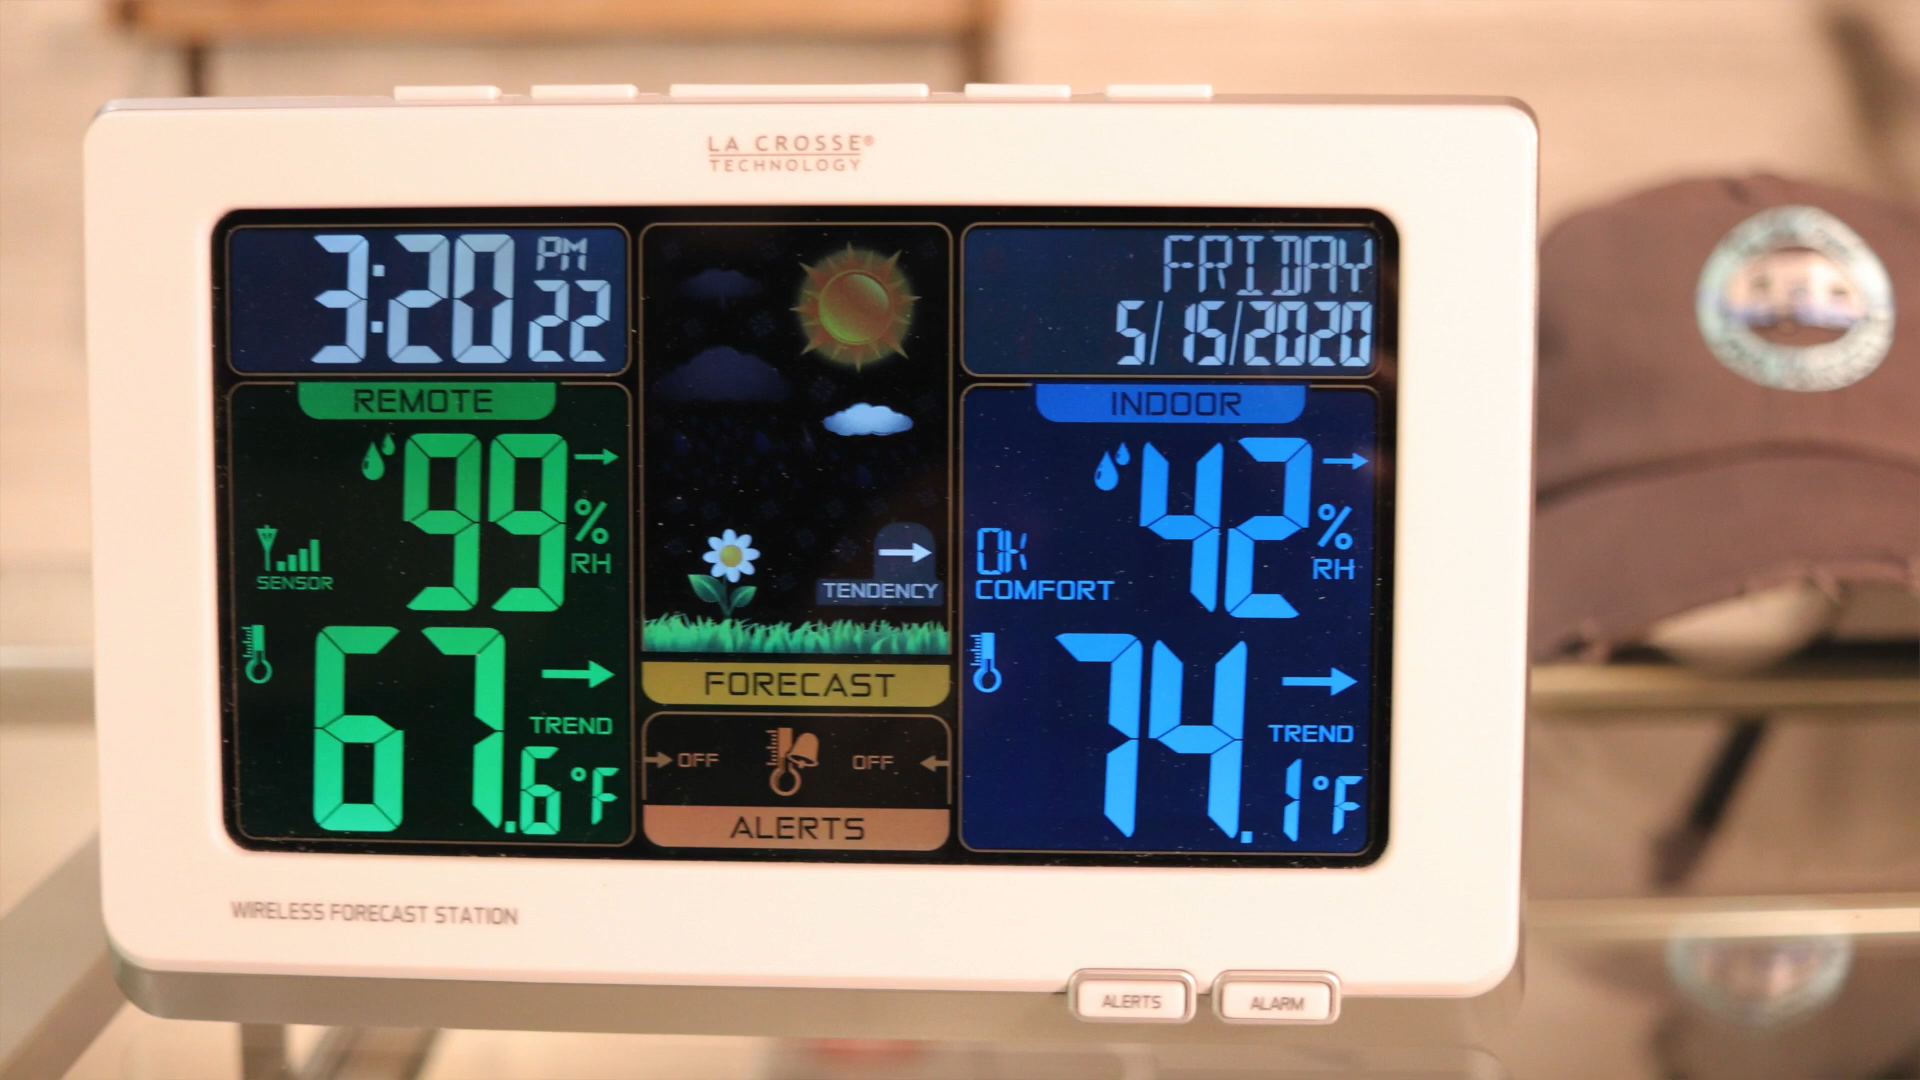 LA CROSSE®
TECHNOLOGY
3:20 PM 22
FRIDAY
5/15/2020
REMOTE
99 % RH
SENSOR
67.6 °F
TREND
TENDENCY
FORECAST
OFF OFF
ALERTS
INDOOR
42 % RH
OK
COMFORT
74.1 °F
TREND
WIRELESS FORECAST STATION
ALERTS ALARM